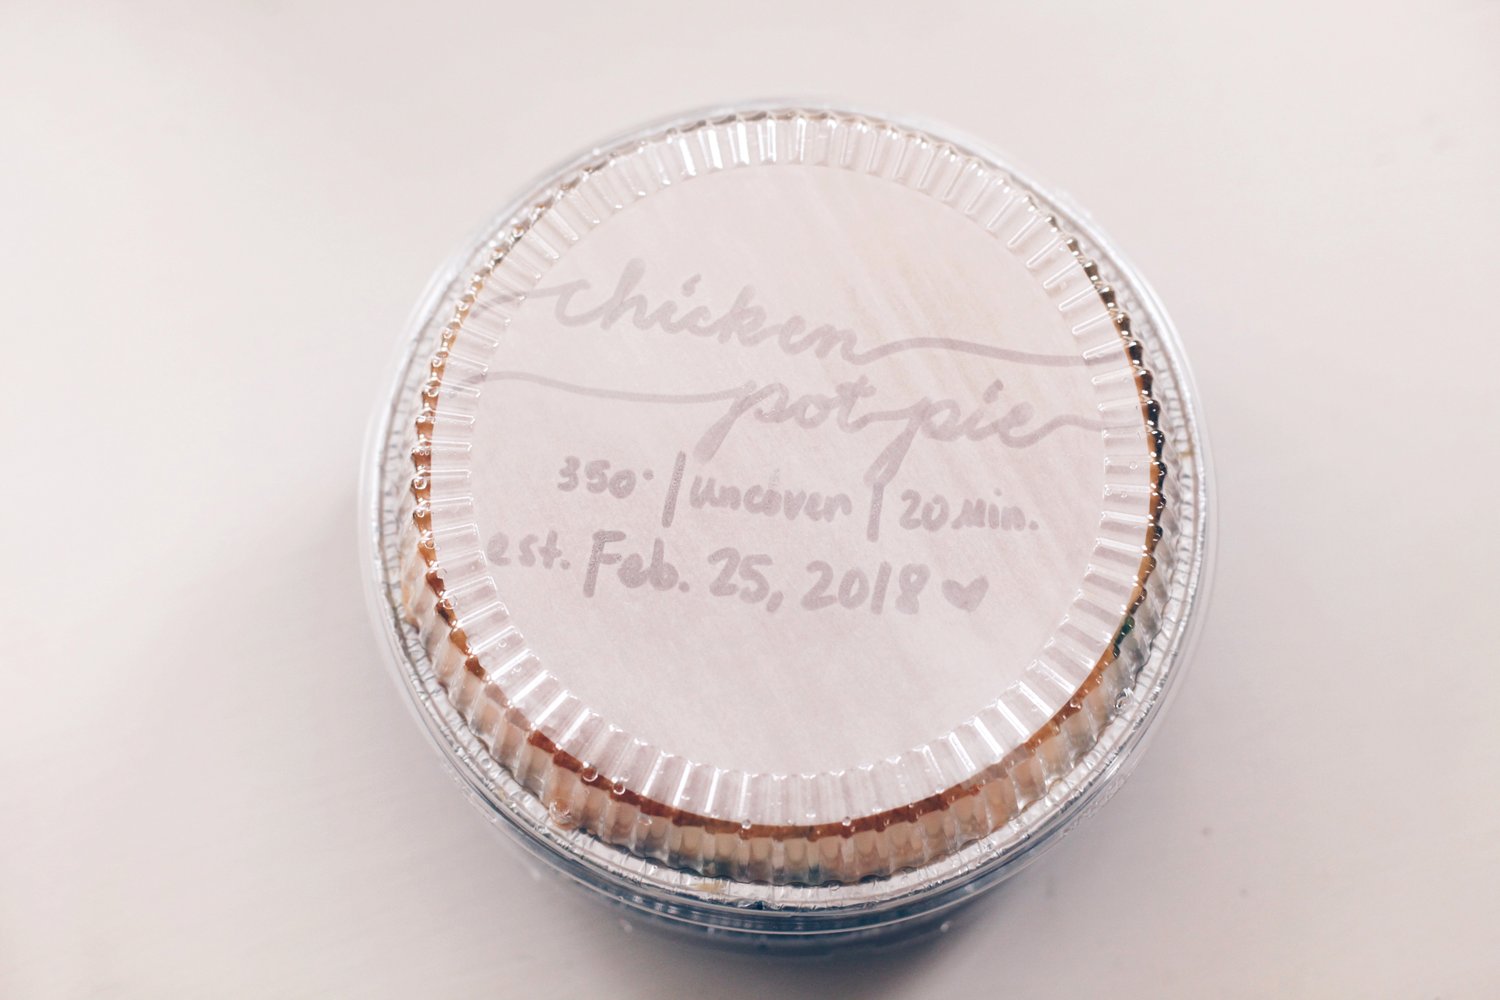 chicken
pot pie
350° | uncover | 20 Min.
est. Feb. 25, 2018 ♥